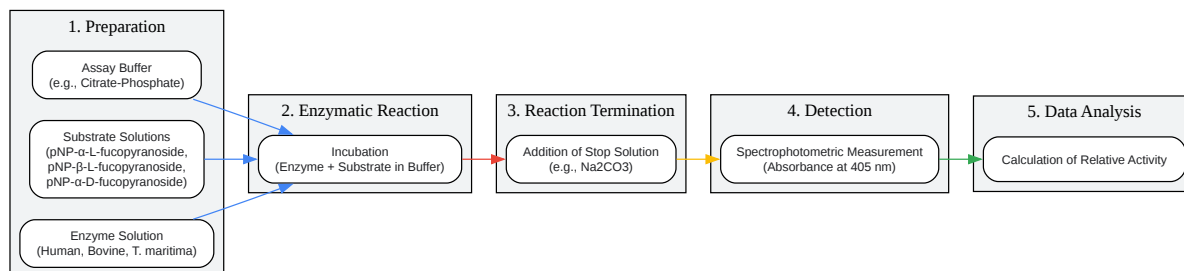 1. Preparation
Assay Buffer
(e.g., Citrate-Phosphate)
Substrate Solutions
(pNP-α-L-fucopyranoside,
pNP-β-L-fucopyranoside,
pNP-α-D-fucopyranoside)
Enzyme Solution
(Human, Bovine, T. maritima)
2. Enzymatic Reaction
Incubation
(Enzyme + Substrate in Buffer)
3. Reaction Termination
Addition of Stop Solution
(e.g., Na2CO3)
4. Detection
Spectrophotometric Measurement
(Absorbance at 405 nm)
5. Data Analysis
Calculation of Relative Activity